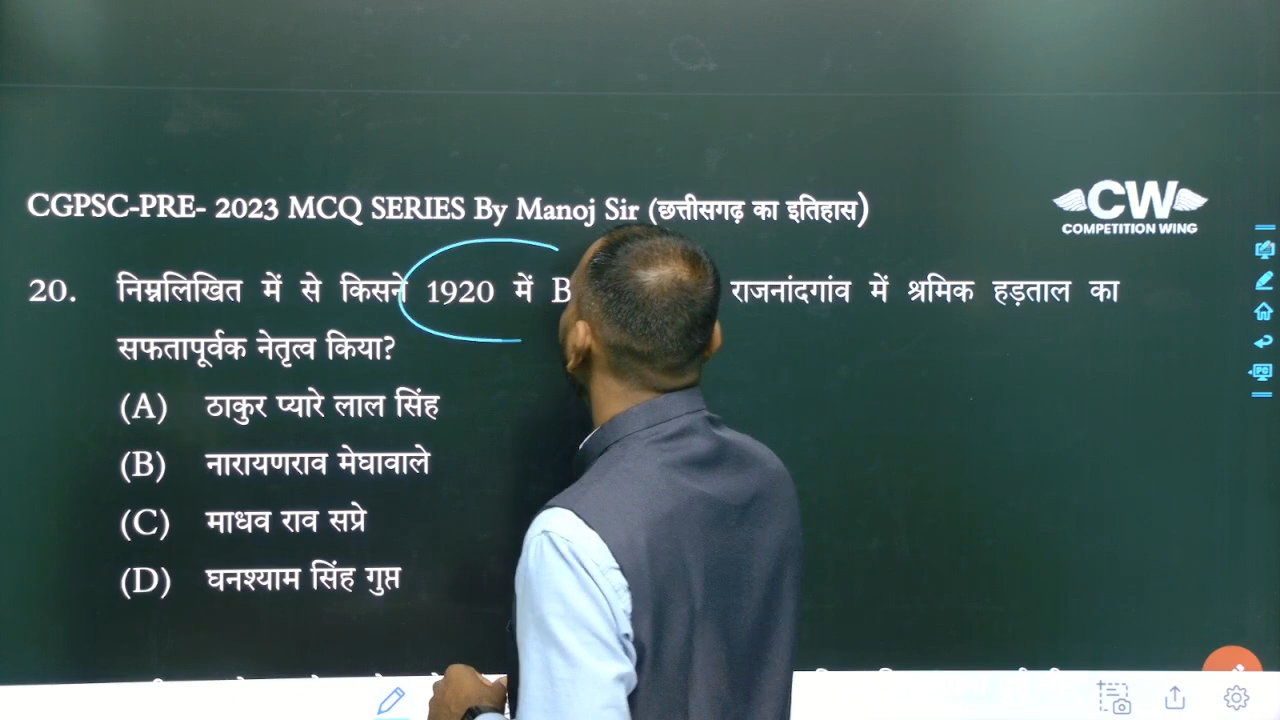 CGPSC-PRE- 2023 MCQ SERIES By Manoj Sir (छत्तीसगढ़ का इतिहास)
CW
COMPETITION WING
20. निम्नलिखित में से किसने 1920 में राजनांदगांव में श्रमिक हड़ताल का
सफतापूर्वक नेतृत्व किया?
(A) ठाकुर प्यारे लाल सिंह
(B) नारायणराव मेघावाले
(C) माधव राव सप्रे
(D) घनश्याम सिंह गुप्त